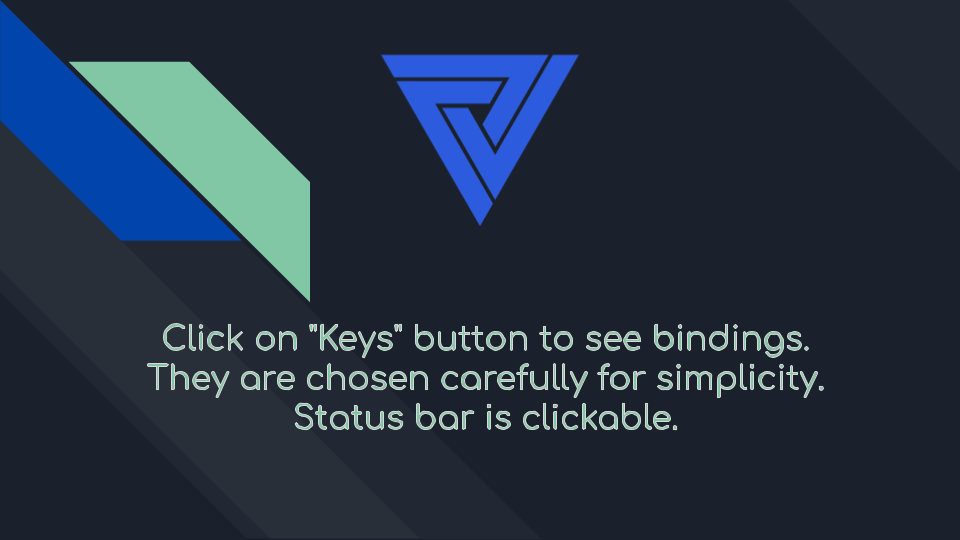 Click on "Keys" button to see bindings.
They are chosen carefully for simplicity.
Status bar is clickable.